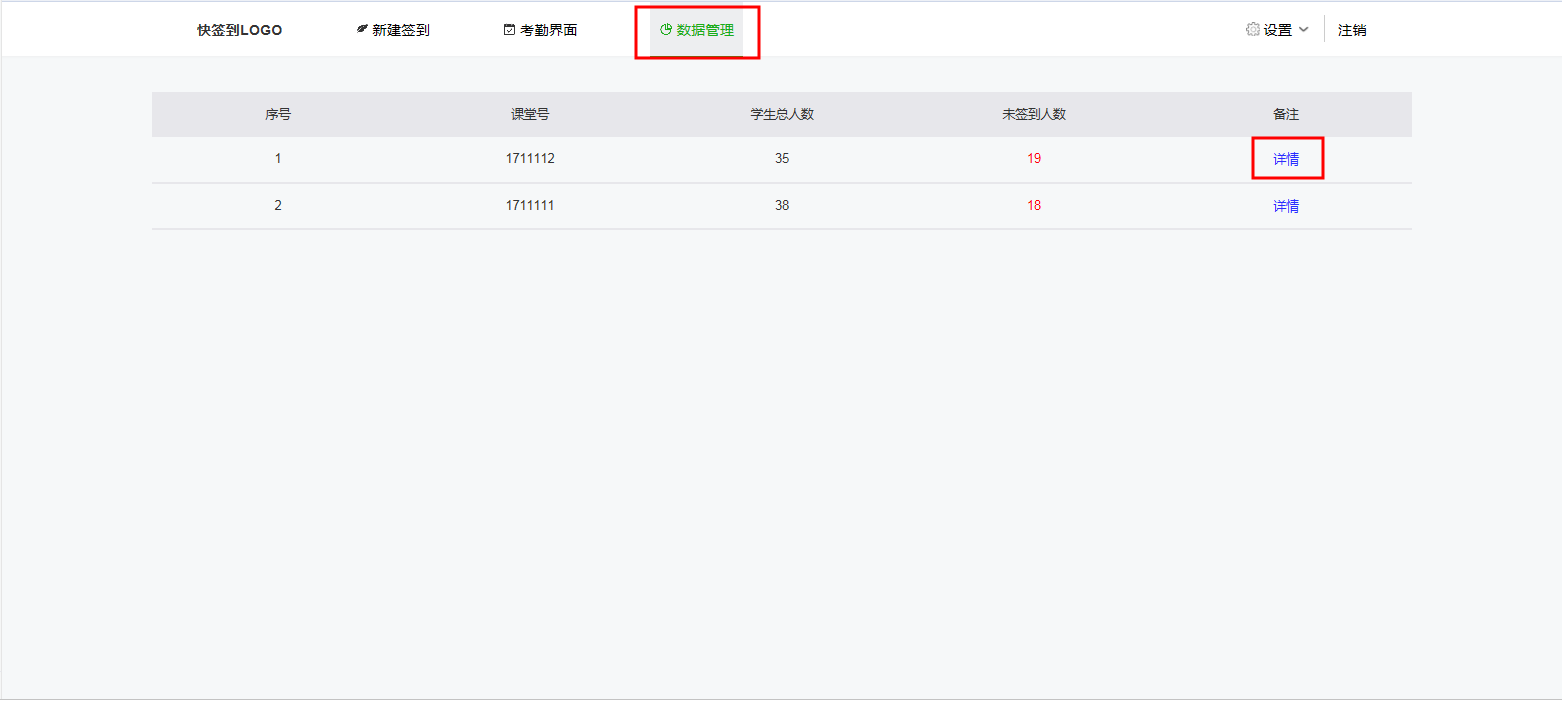 快签到LOGO 新建签到 考勤界面 数据管理 设置 注销
序号 课堂号 学生总人数 未签到人数 备注
1 1711112 35 19 详情
2 1711111 38 18 详情